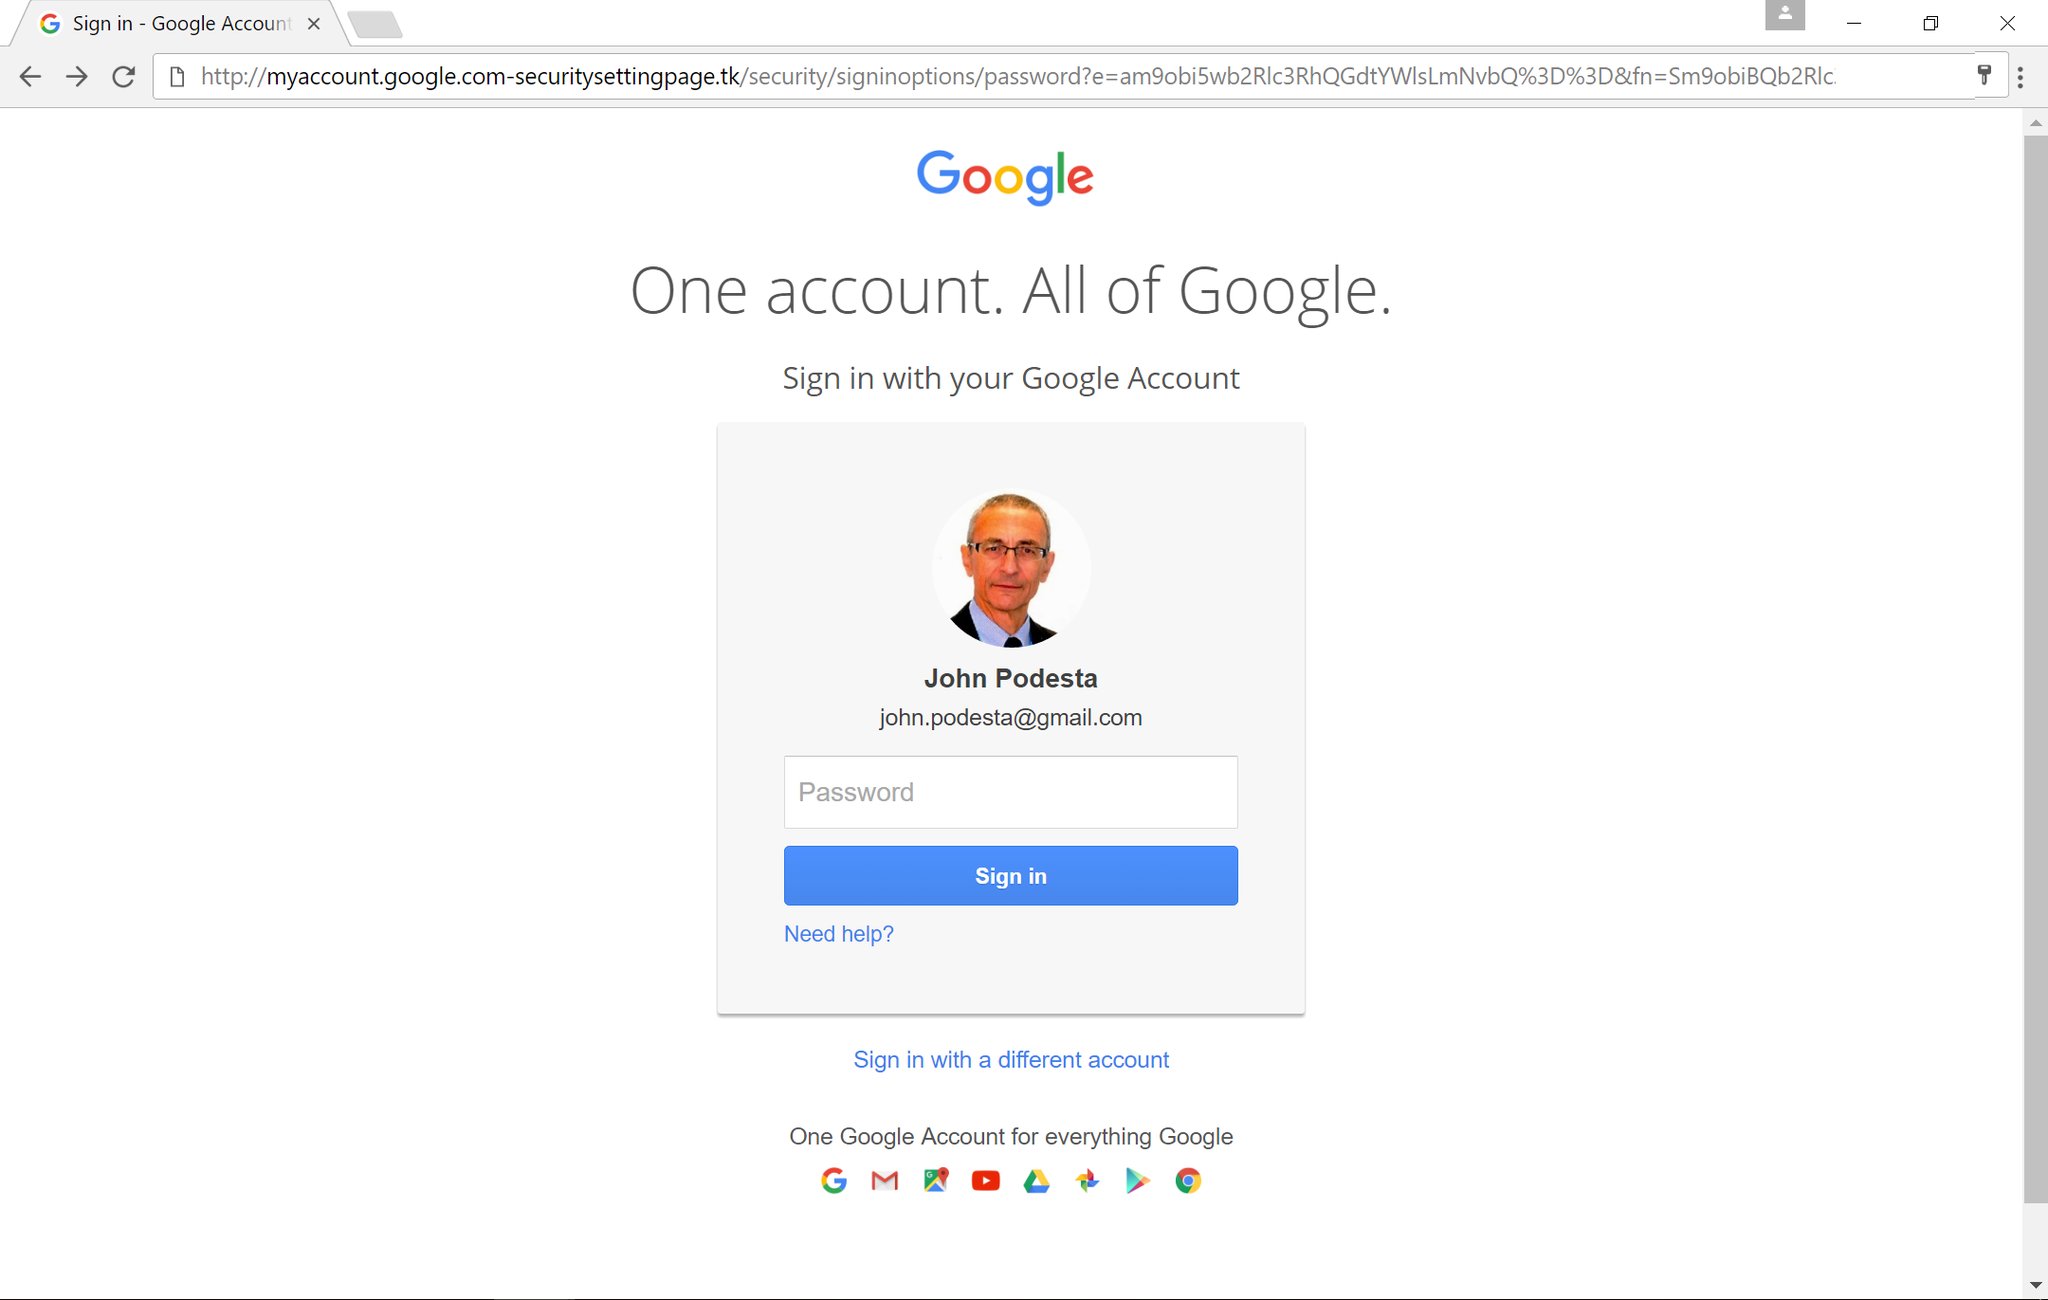 Sign in - Google Account
http://myaccount.google.com-securitysettingpage.tk/security/signinoptions/password?e=am9obi5wb2Rlc3RhQGdtYWlsLmNvbQ%3D%3D&fn=Sm9obiBQb2Rlc
Google
One account. All of Google.
Sign in with your Google Account
John Podesta
john.podesta@gmail.com
Password
Sign in
Need help?
Sign in with a different account
One Google Account for everything Google